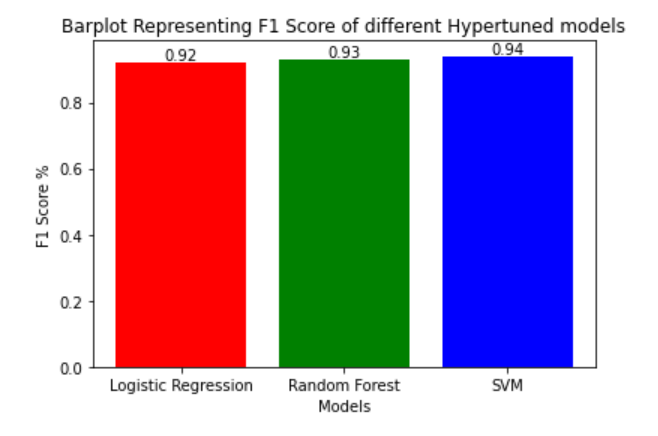 Barplot Representing F1 Score of different Hypertuned models
0.92 0.93 0.94
F1 Score %
0.8
0.6
0.4
0.2
0.0
Logistic Regression Random Forest SVM
Models